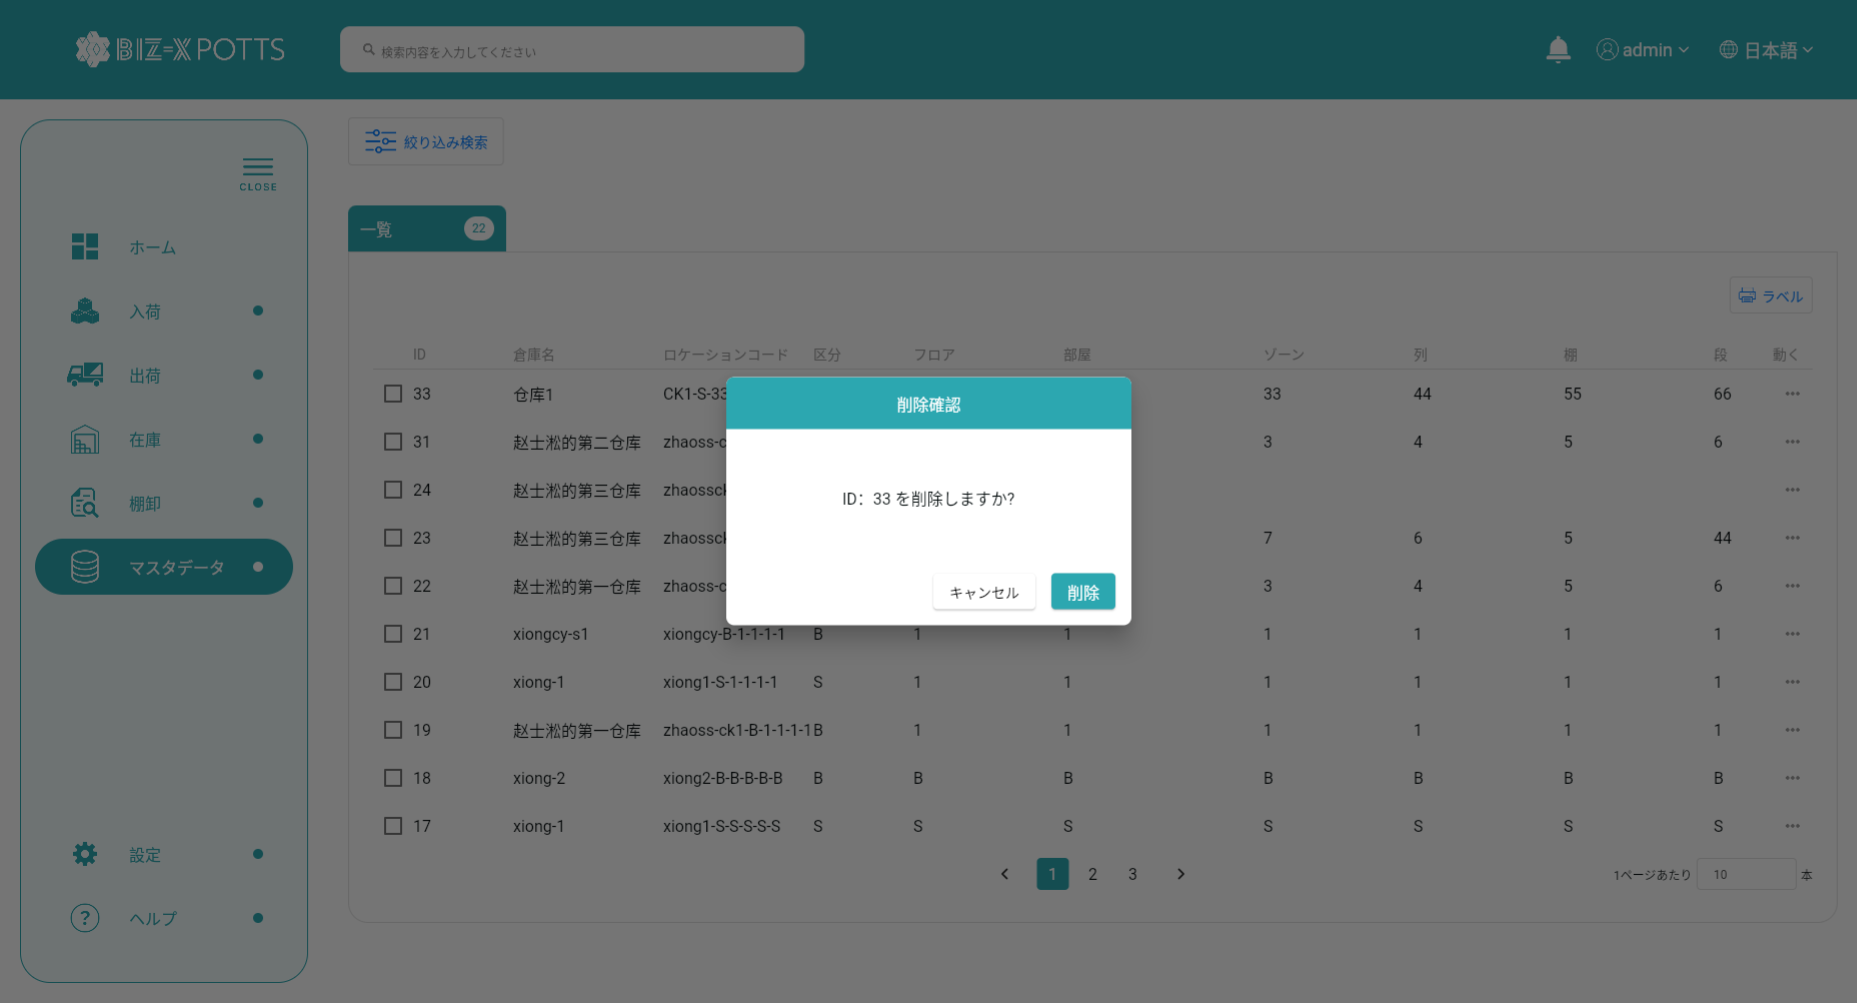 BIZ=X POTTS
検索内容を入力してください
admin
日本語
CLOSE
ホーム
入荷
出荷
在庫
棚卸
マスタデータ
設定
ヘルプ
絞り込み検索
一覧 22
ラベル
ID 倉庫名 ロケーションコード 区分 フロア 部屋 ゾーン 列 棚 段 動く
33 仓库1 CK1-S-33 33 44 55 66
31 赵士淞的第二仓库 zhaoss-c 3 4 5 6
24 赵士淞的第三仓库 zhaossck
23 赵士淞的第三仓库 zhaossck 7 6 5 44
22 赵士淞的第一仓库 zhaoss-c 3 4 5 6
21 xiongcy-s1 xiongcy-B-1-1-1-1 B 1 1 1 1 1 1
20 xiong-1 xiong1-S-1-1-1-1 S 1 1 1 1 1 1
19 赵士淞的第一仓库 zhaoss-ck1-B-1-1-1-1 B 1 1 1 1 1 1
18 xiong-2 xiong2-B-B-B-B-B B B B B B B B
17 xiong-1 xiong1-S-S-S-S-S S S S S S S S
削除確認
ID：33 を削除しますか?
キャンセル 削除
1 2 3
1ページあたり 10 本